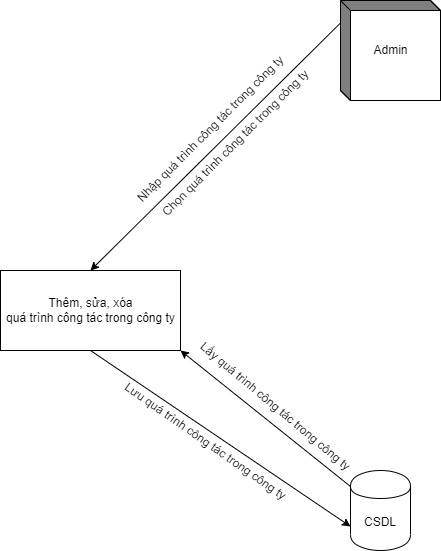 Admin
Nhập quá trình công tác trong công ty
Chọn quá trình công tác trong công ty
Thêm, sửa, xóa
quá trình công tác trong công ty
Lấy quá trình công tác trong công ty
Lưu quá trình công tác trong công ty
CSDL